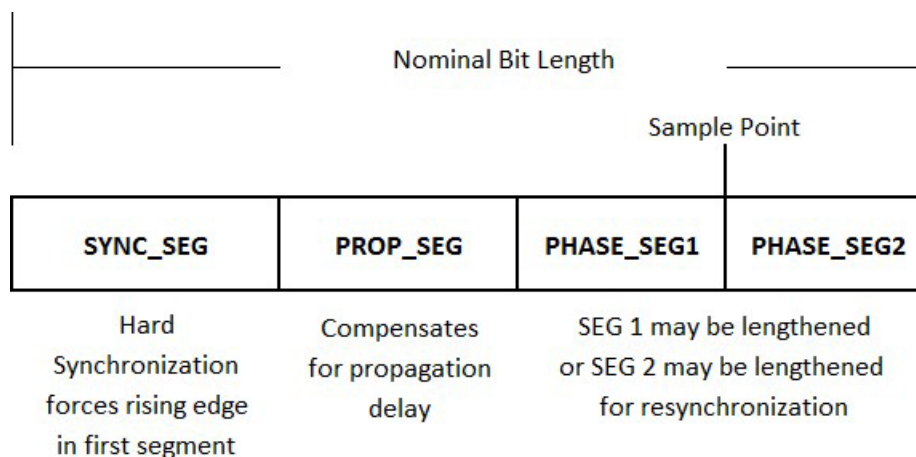 Nominal Bit Length
Sample Point
SYNC_SEG
PROP_SEG
PHASE_SEG1
PHASE_SEG2
Hard
Synchronization
forces rising edge
in first segment
Compensates
for propagation
delay
SEG 1 may be lengthened
or SEG 2 may be lengthened
for resynchronization